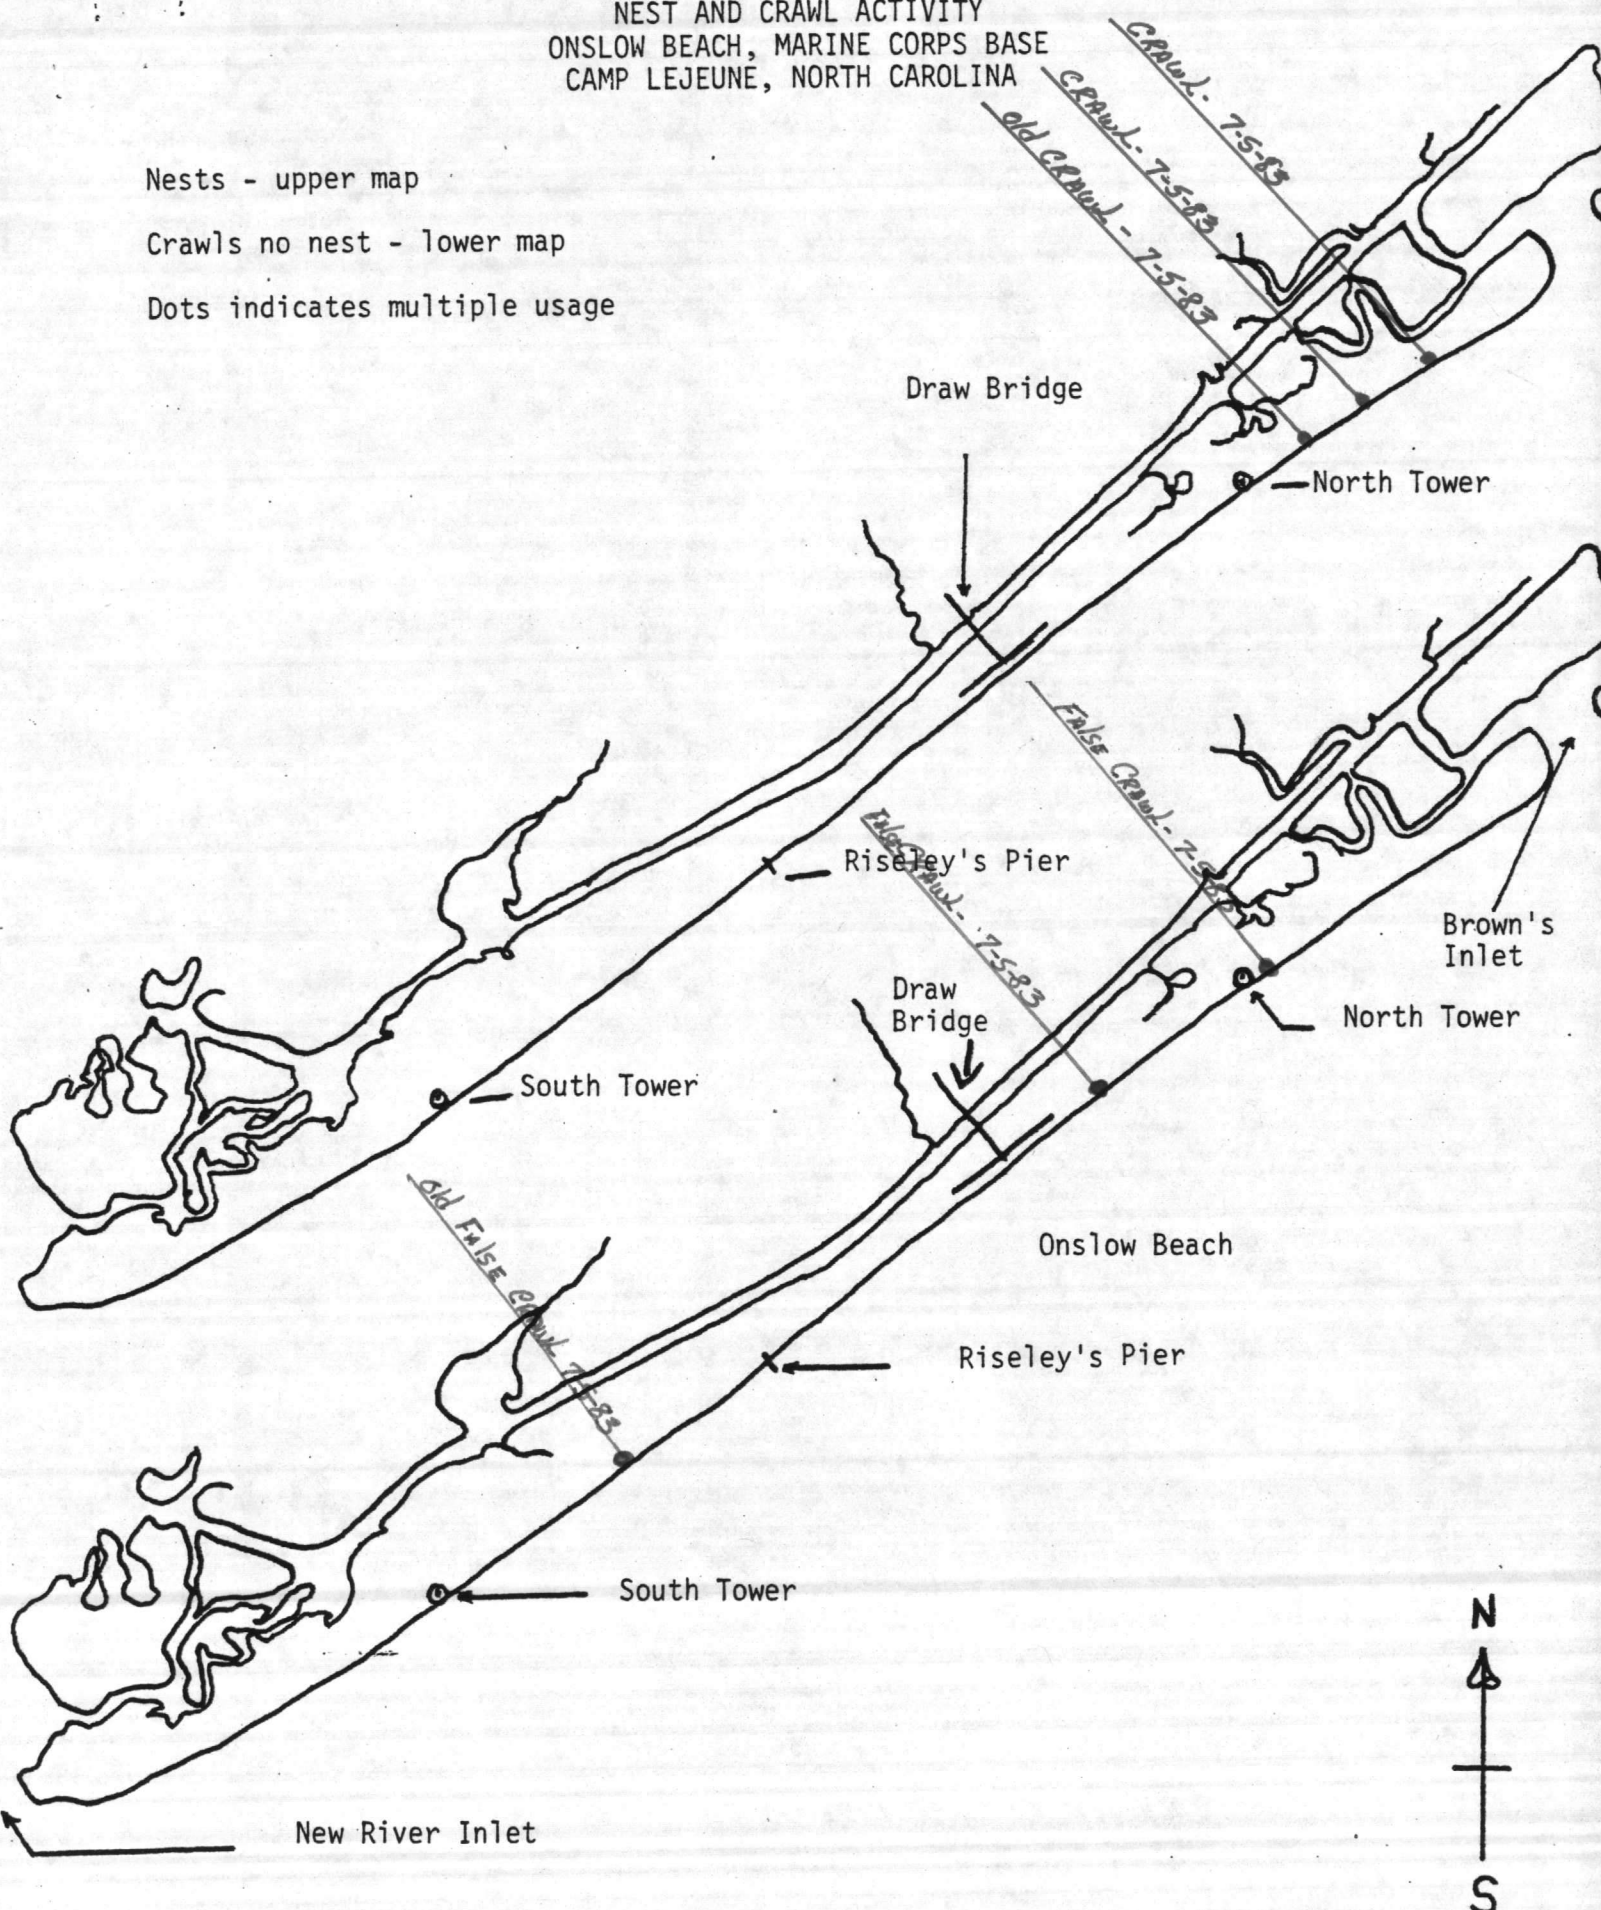 NEST AND CRAWL ACTIVITY
ONSLOW BEACH, MARINE CORPS BASE
CAMP LEJEUNE, NORTH CAROLINA
CRAWL - 7-5-83
CRAWL - 7-5-83
old CRAWL - 7-5-83
Nests - upper map
Crawls no nest - lower map
Dots indicates multiple usage
Draw Bridge
North Tower
Riseley's Pier
South Tower
FAlSE CRAWL - 7-5-83
FAlSE CRAWL - 7-5-83
Brown's
Inlet
North Tower
Draw
Bridge
old FAlSE CRAWL 7-5-83
Onslow Beach
Riseley's Pier
South Tower
N
New River Inlet
S